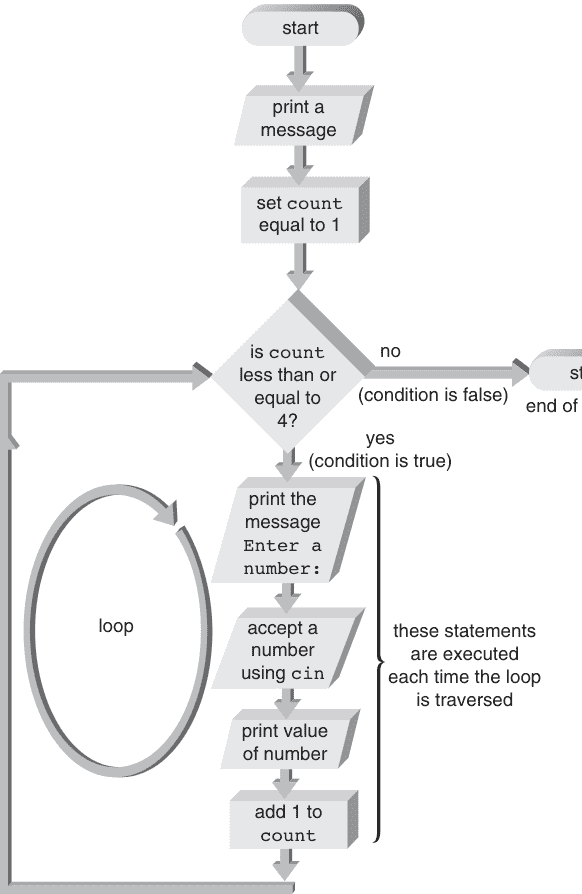 start
print a
message
set count
equal to 1
is count
less than or
equal to
4?
no
(condition is false)
st
end of
yes
(condition is true)
print the
message
Enter a
number:
accept a
number
using cin
print value
of number
add 1 to
count
loop
these statements
are executed
each time the loop
is traversed